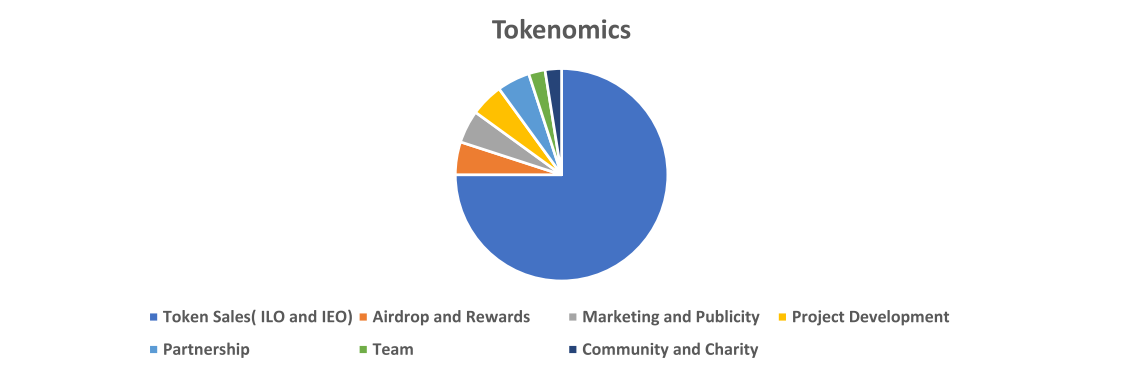 Tokenomics
Token Sales( ILO and IEO) Airdrop and Rewards Marketing and Publicity Project Development
Partnership Team Community and Charity